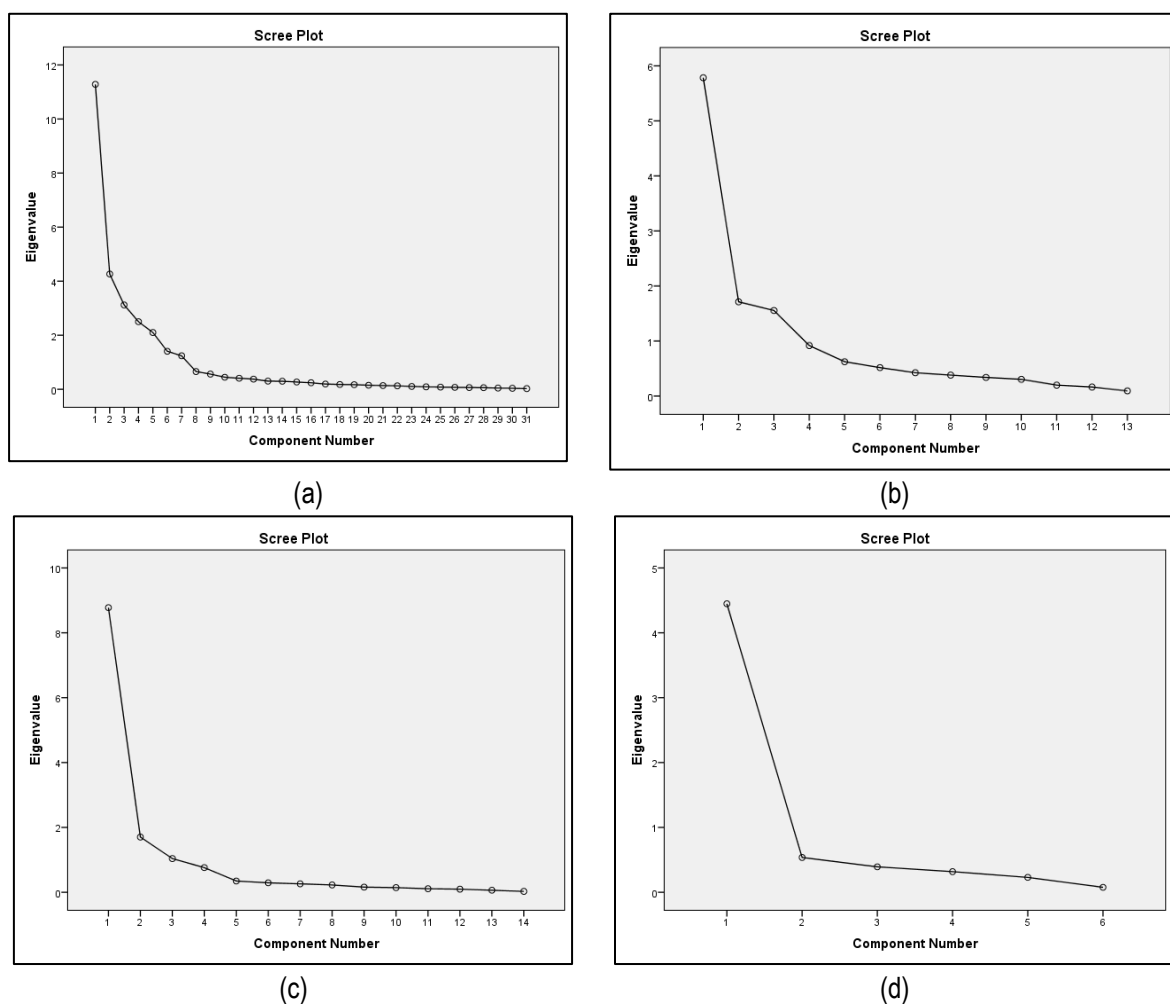 Scree Plot
12
10
8
6
4
2
0
Eigenvalue
1 2 3 4 5 6 7 8 9 10 11 12 13 14 15 16 17 18 19 20 21 22 23 24 25 26 27 28 29 30 31
Component Number
(a)
Scree Plot
6
5
4
3
2
1
0
Eigenvalue
1 2 3 4 5 6 7 8 9 10 11 12 13
Component Number
(b)
Scree Plot
10
8
6
4
2
0
Eigenvalue
1 2 3 4 5 6 7 8 9 10 11 12 13 14
Component Number
(c)
Scree Plot
5
4
3
2
1
0
Eigenvalue
1 2 3 4 5 6
Component Number
(d)